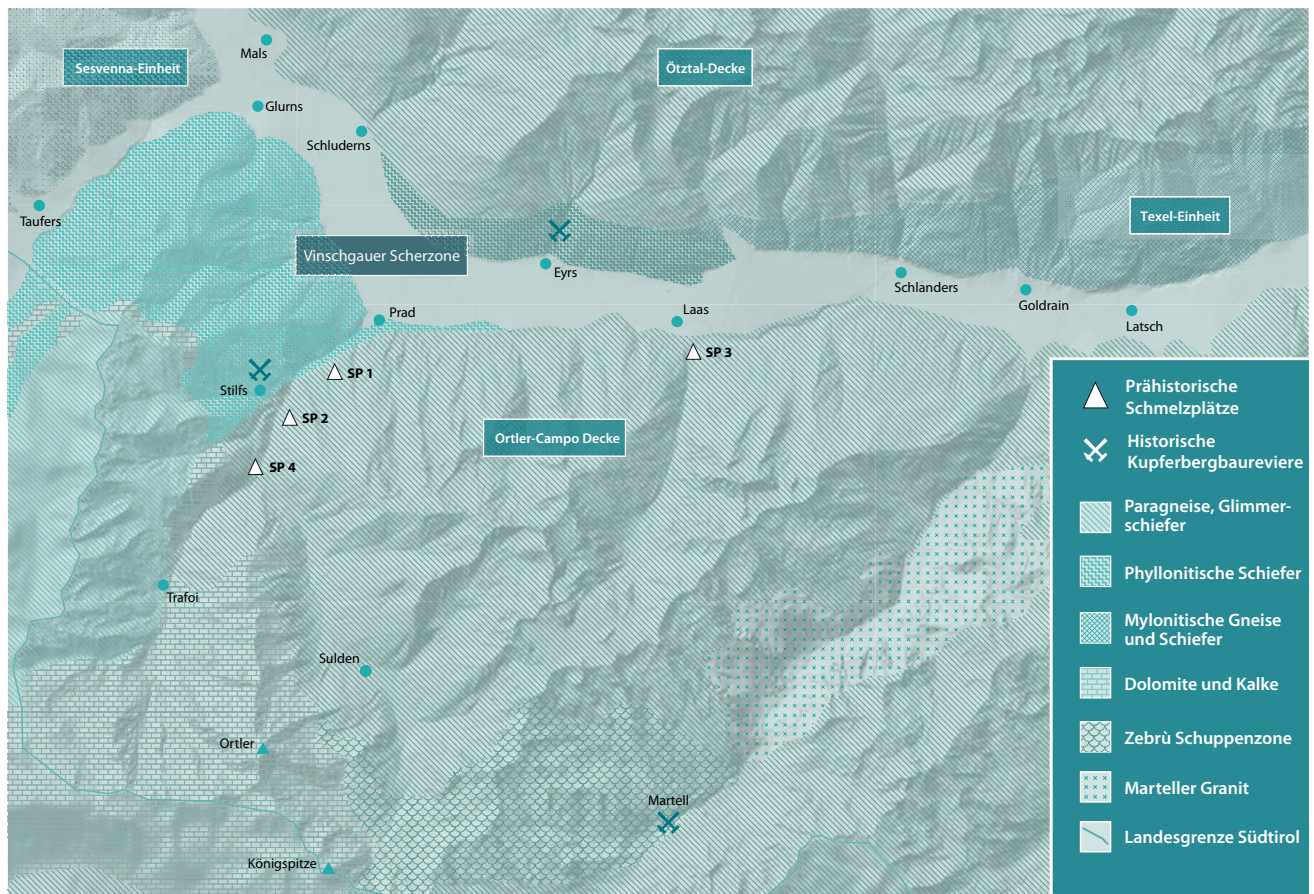 Mals
Sesvenna-Einheit
Ötztal-Decke
Glurns
Schluderns
Taufers
Texel-Einheit
Vinschgauer Scherzone
Eyrs
Schlanders
Goldrain
Latsch
Prad
Laas
SP 3
SP 1
Stilfs
SP 2
Ortler-Campo Decke
SP 4
Trafoi
Sulden
Ortler
Martell
Königspitze
Prähistorische
Schmelzplätze
Historische
Kupferbergbaureviere
Paragneise, Glimmer-
schiefer
Phyllonitische Schiefer
Mylonitische Gneise
und Schiefer
Dolomite und Kalke
Zebrù Schuppenzone
Marteller Granit
Landesgrenze Südtirol